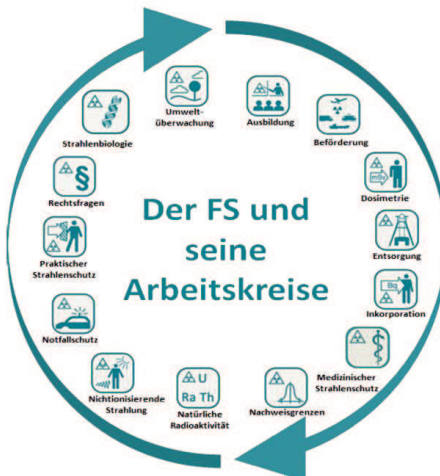 Umwelt-
überwachung
Ausbildung
Beförderung
Dosimetrie
Entsorgung
Bq
Inkorporation
Medizinischer
Strahlenschutz
Nachweisgrenzen
U
Ra Th
Natürliche
Radioaktivität
Nichtionisierende
Strahlung
Notfallschutz
Praktischer
Strahlenschutz
§
Rechtsfragen
Strahlenbiologie
Der FS und
seine
Arbeitskreise